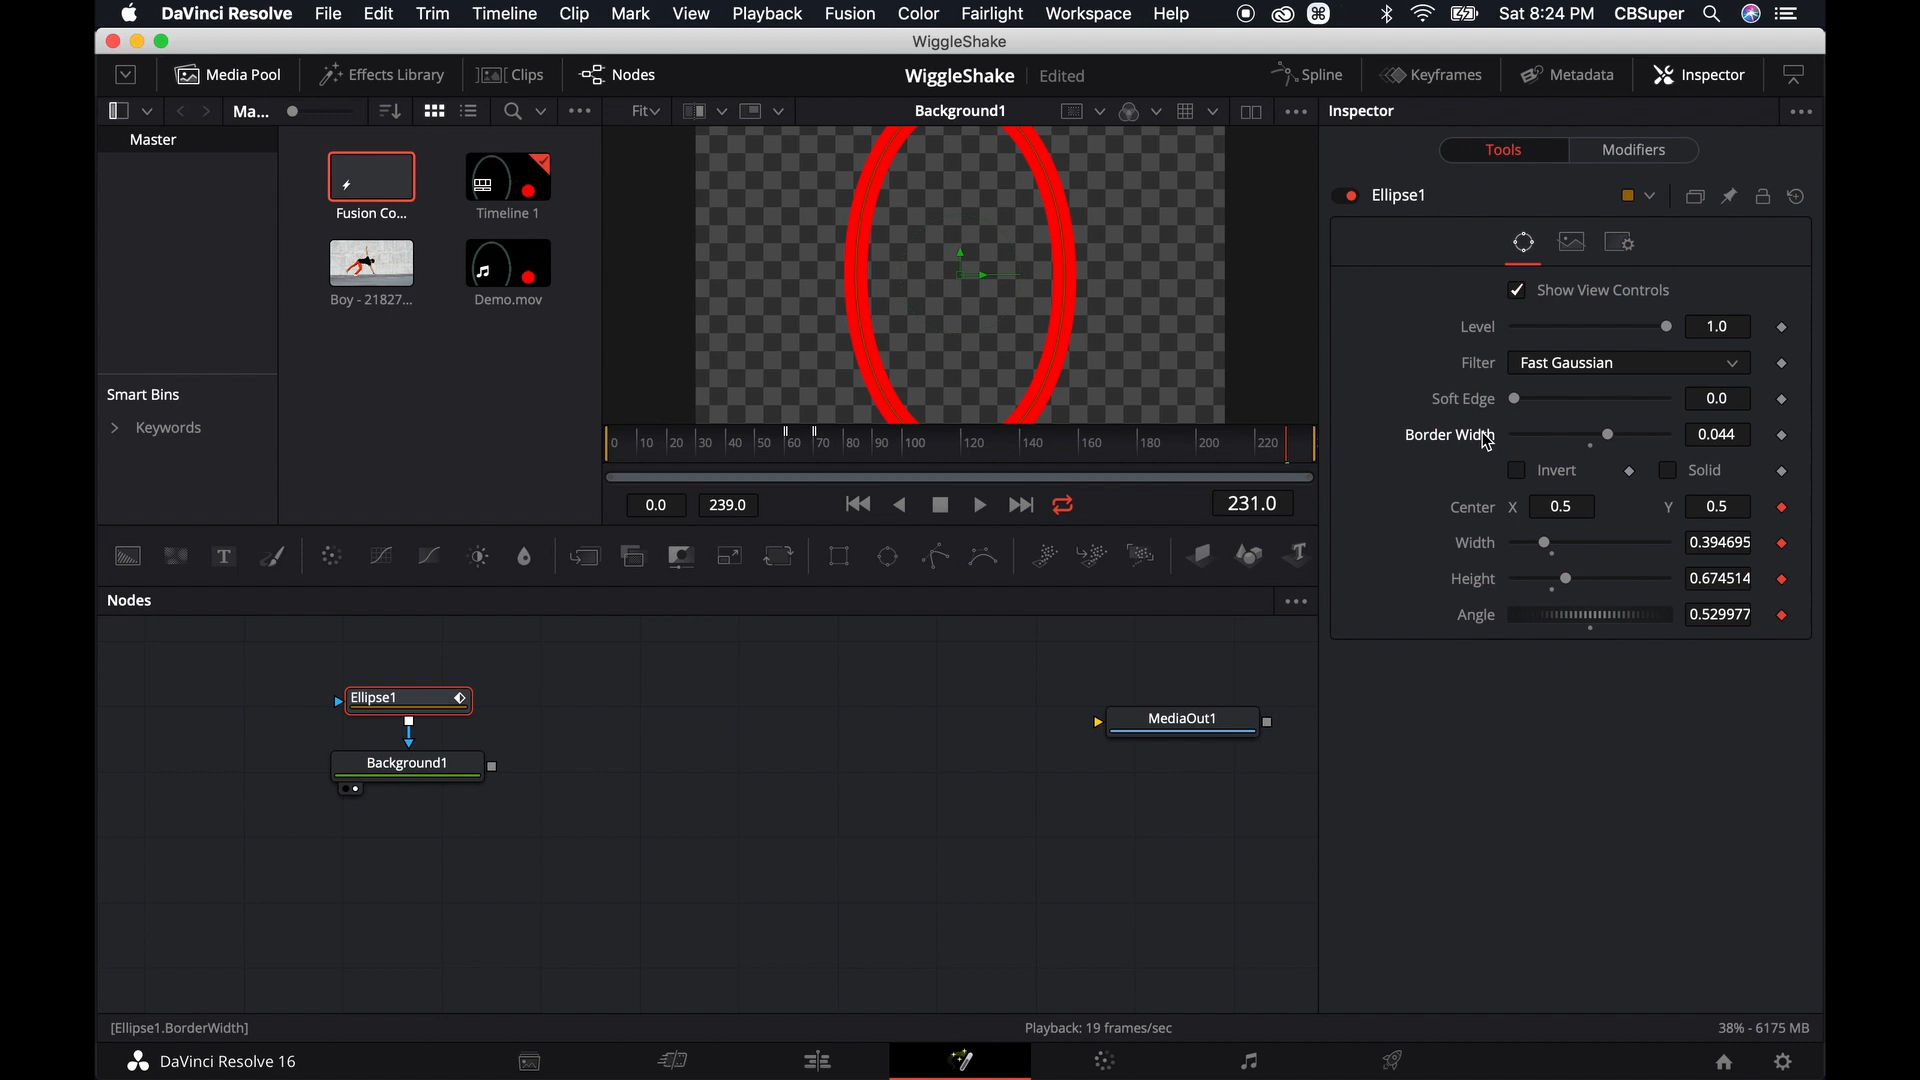 DaVinci Resolve File Edit Trim Timeline Clip Mark View Playback Fusion Color Fairlight Workspace Help Sat 8:24 PM CBSuper
WiggleShake
Media Pool Effects Library Clips Nodes WiggleShake Edited Spline Keyframes Metadata Inspector
Ma... Fit Background1 Inspector
Master
Tools Modifiers
Ellipse1
Fusion Co... Timeline 1
Boy - 21827... Demo.mov
Show View Controls
Level 1.0
Filter Fast Gaussian
Soft Edge 0.0
Border Width 0.044
Invert Solid
Center X 0.5 Y 0.5
Width 0.394695
Height 0.674514
Angle 0.529977
Smart Bins
Keywords
0 10 20 30 40 50 60 70 80 90 100 120 140 160 180 200 220
0.0 239.0 231.0
Nodes
Ellipse1
Background1
MediaOut1
[Ellipse1.BorderWidth] Playback: 19 frames/sec 38% - 6175 MB
DaVinci Resolve 16